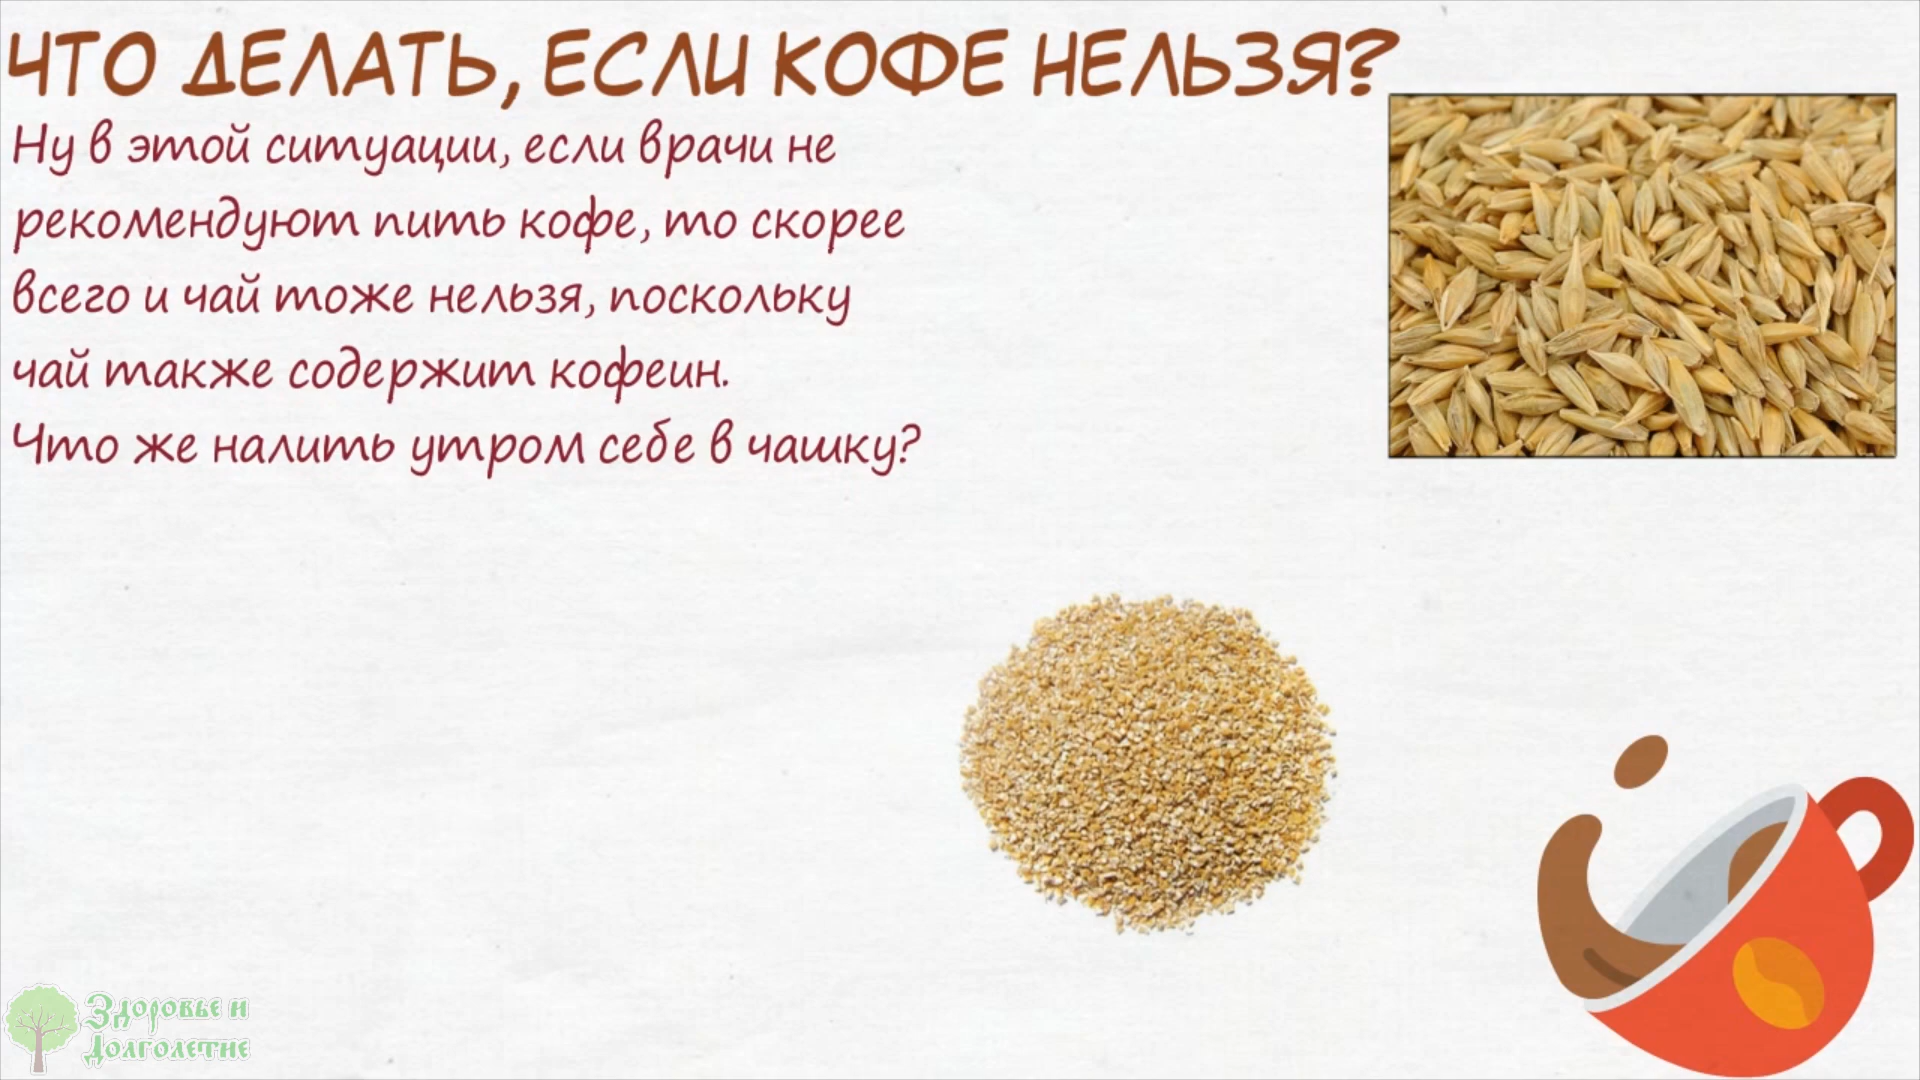 ЧТО ДЕЛАТЬ, ЕСЛИ КОФЕ НЕЛЬЗЯ?
Ну в этой ситуации, если врачи не
рекомендуют пить кофе, то скорее
всего и чай тоже нельзя, поскольку
чай также содержит кофеин.
Что же налить утром себе в чашку?
Здоровье и
Долголетие